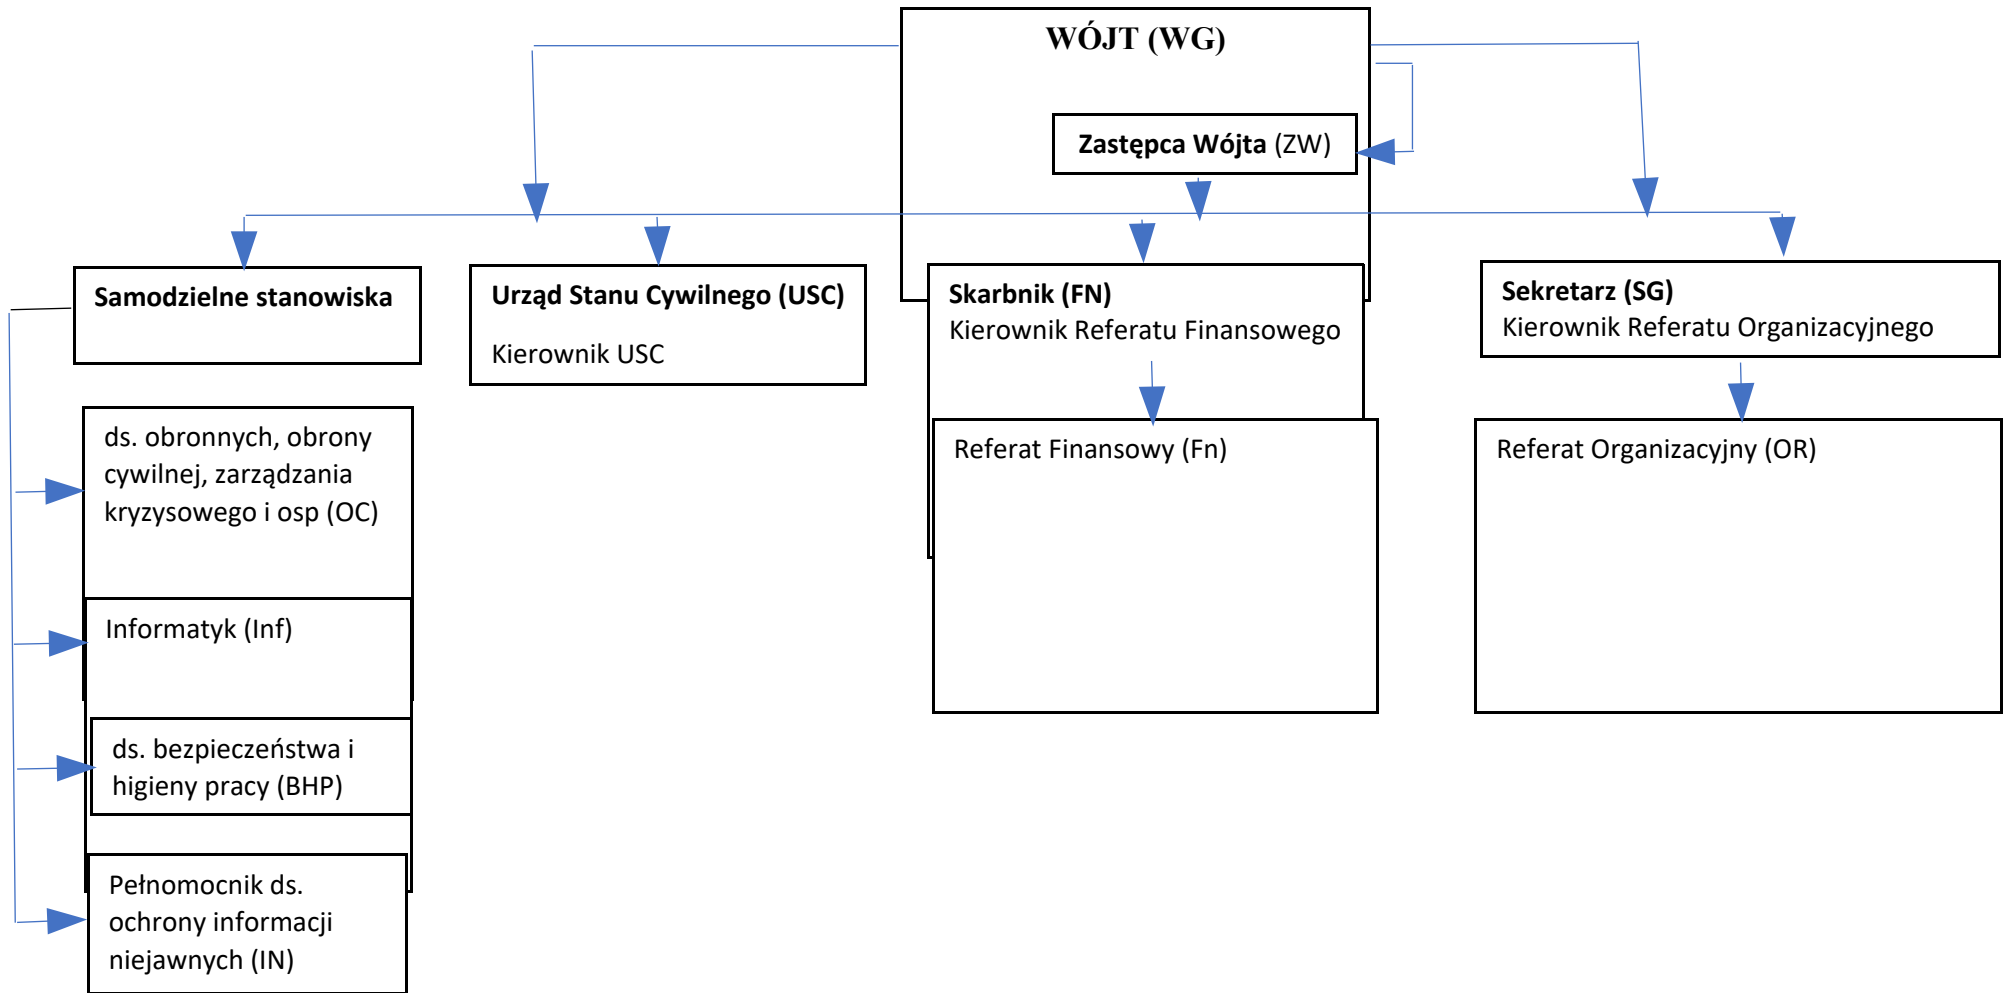 WÓJT (WG)
Zastępca Wójta (ZW)
Samodzielne stanowiska
Urząd Stanu Cywilnego (USC)
Kierownik USC
Skarbnik (FN)
Kierownik Referatu Finansowego
Sekretarz (SG)
Kierownik Referatu Organizacyjnego
ds. obronnych, obrony
cywilnej, zarządzania
kryzysowego i osp (OC)
Referat Finansowy (Fn)
Referat Organizacyjny (OR)
Informatyk (Inf)
ds. bezpieczeństwa i
higieny pracy (BHP)
Pełnomocnik ds.
ochrony informacji
niejawnych (IN)